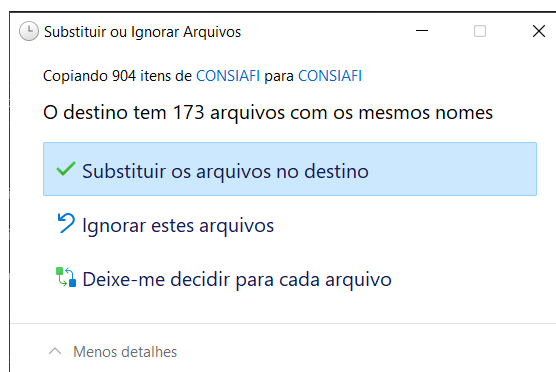 Substituir ou Ignorar Arquivos
Copiando 904 itens de CONSIAFI para CONSIAFI
O destino tem 173 arquivos com os mesmos nomes
Substituir os arquivos no destino
Ignorar estes arquivos
Deixe-me decidir para cada arquivo
Menos detalhes